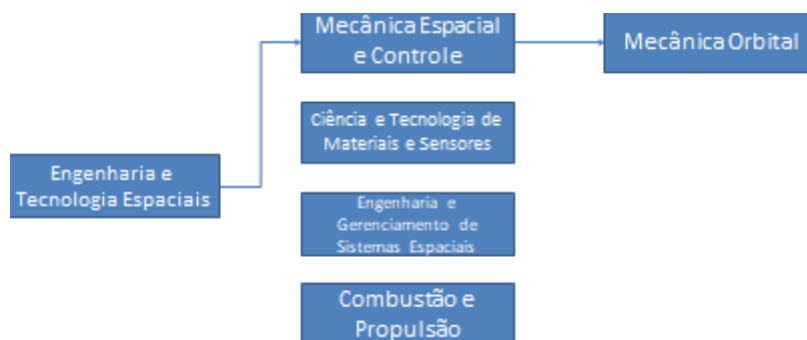 Mecânica Espacial
e Controle
Mecânica Orbital
Ciência e Tecnologia de
Materiais e Sensores
Engenharia e
Tecnologia Espaciais
Engenharia e
Gerenciamento de
Sistemas Espaciais
Combustão e
Propulsão